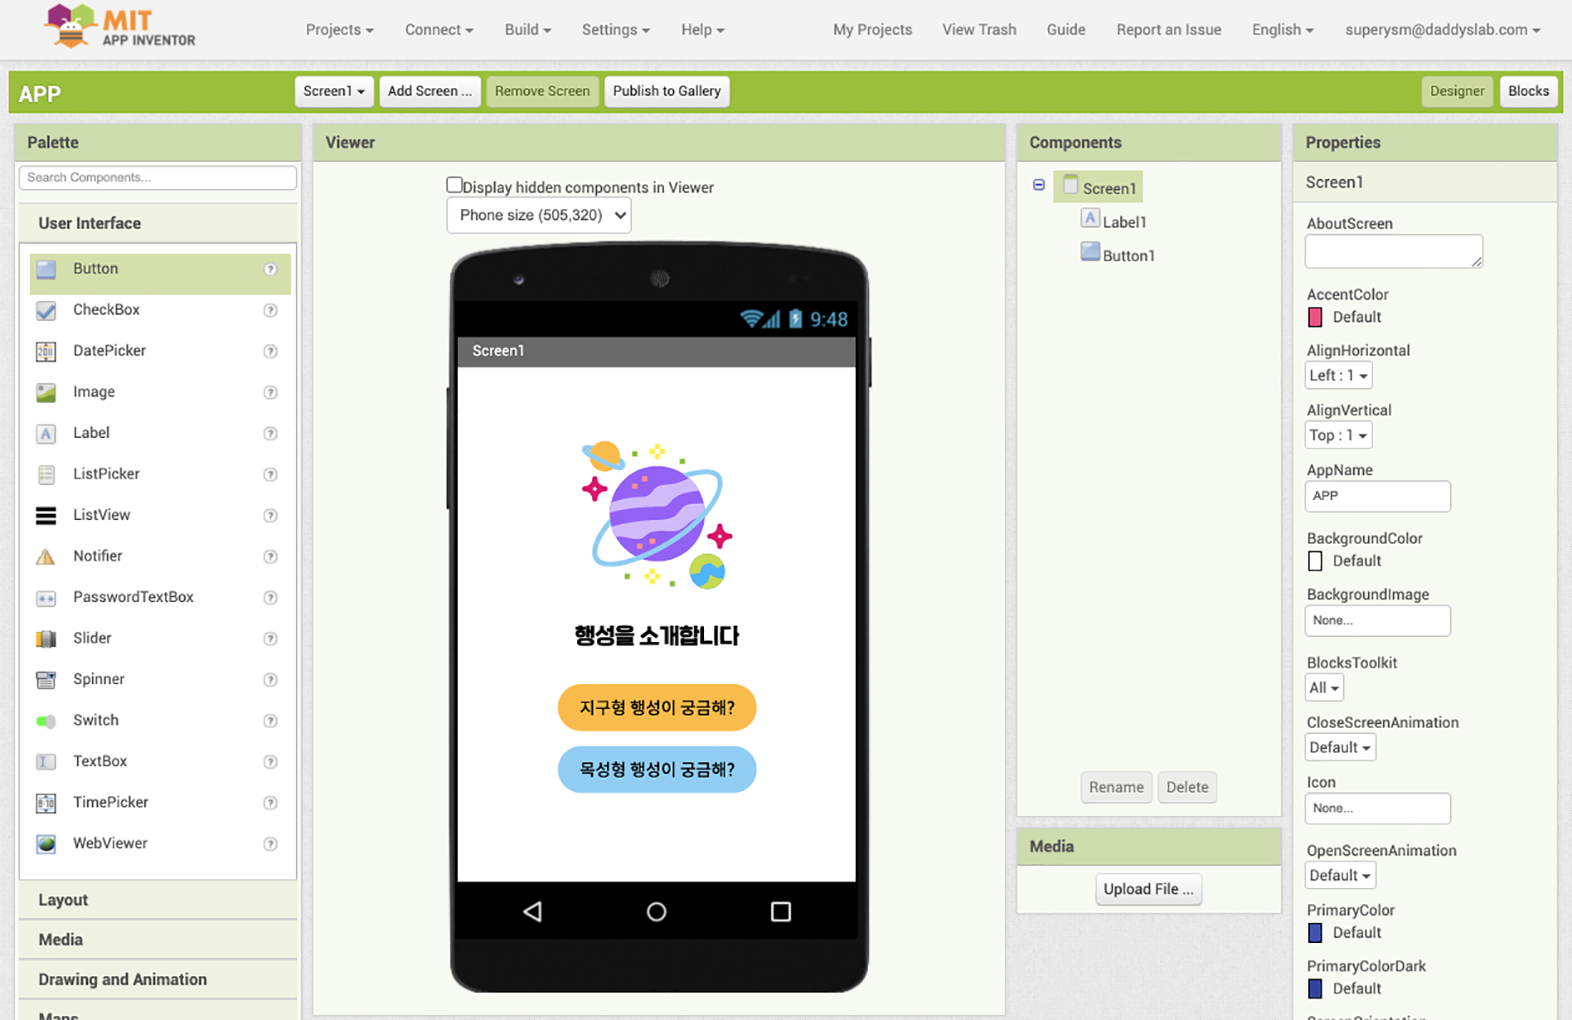 MIT
APP INVENTOR
Projects
Connect
Build
Settings
Help
My Projects
View Trash
Guide
Report an Issue
English
superysm@daddyslab.com
APP
Screen1
Add Screen ...
Remove Screen
Publish to Gallery
Designer
Blocks
Palette
Search Components...
User Interface
Button ?
CheckBox ?
DatePicker ?
Image ?
Label ?
ListPicker ?
ListView ?
Notifier ?
PasswordTextBox ?
Slider ?
Spinner ?
Switch ?
TextBox ?
TimePicker ?
WebViewer ?
Layout
Media
Drawing and Animation
Maps
Viewer
Display hidden components in Viewer
Phone size (505,320)
9:48
Screen1
행성을 소개합니다
지구형 행성이 궁금해?
목성형 행성이 궁금해?
Components
Screen1
A Label1
Button1
Rename
Delete
Media
Upload File ...
Properties
Screen1
AboutScreen
AccentColor
Default
AlignHorizontal
Left : 1
AlignVertical
Top : 1
AppName
APP
BackgroundColor
Default
BackgroundImage
None...
BlocksToolkit
All
CloseScreenAnimation
Default
Icon
None...
OpenScreenAnimation
Default
PrimaryColor
Default
PrimaryColorDark
Default
ScreenOrientation